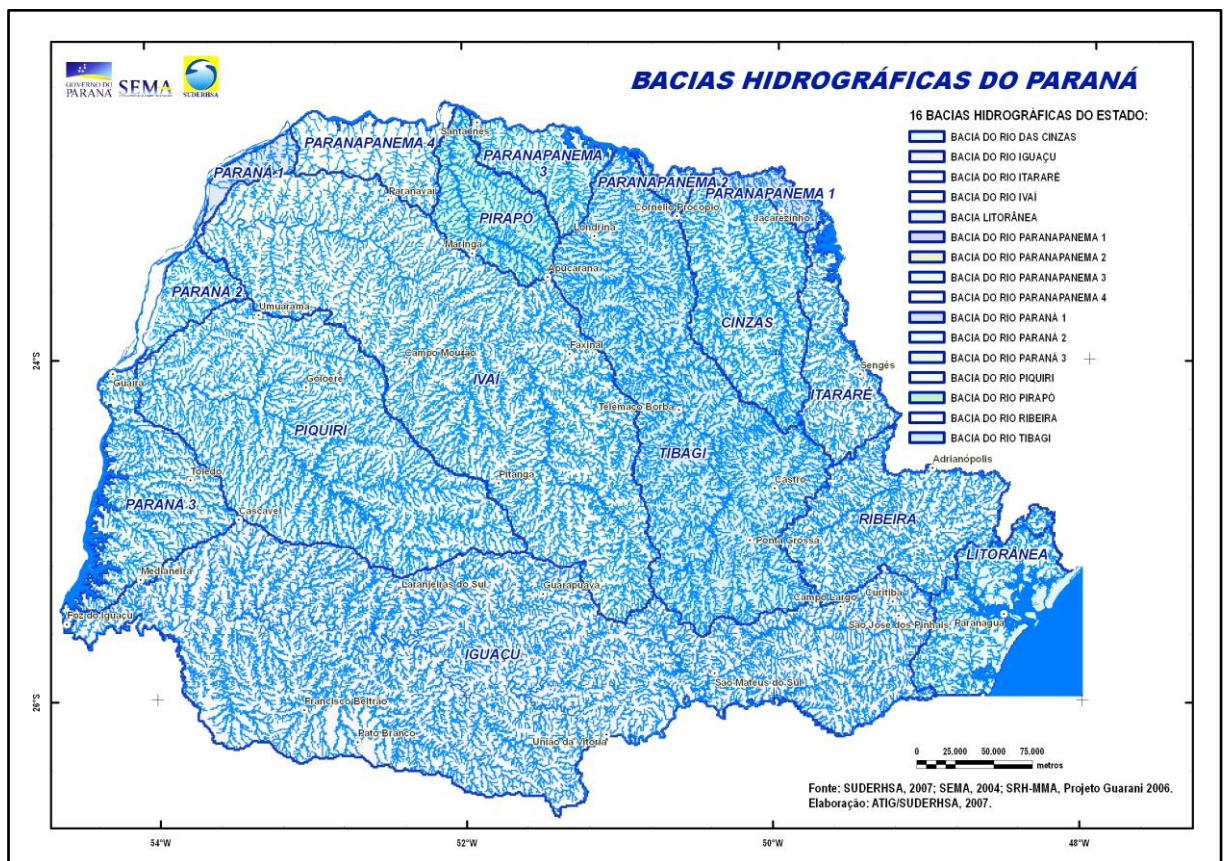 GOVERNO DO
PARANÁ
SEMA
SUDERHSA
BACIAS HIDROGRÁFICAS DO PARANÁ
16 BACIAS HIDROGRÁFICAS DO ESTADO:
BACIA DO RIO DAS CINZAS
BACIA DO RIO IGUAÇU
BACIA DO RIO ITARARÉ
BACIA DO RIO IVAÍ
BACIA LITORÂNEA
BACIA DO RIO PARANAPANEMA 1
BACIA DO RIO PARANAPANEMA 2
BACIA DO RIO PARANAPANEMA 3
BACIA DO RIO PARANAPANEMA 4
BACIA DO RIO PARANÁ 1
BACIA DO RIO PARANÁ 2
BACIA DO RIO PARANÁ 3
BACIA DO RIO PIQUIRI
BACIA DO RIO PIRAPÓ
BACIA DO RIO RIBEIRA
BACIA DO RIO TIBAGI
Santa Inês
PARANAPANEMA 4
PARANAPANEMA
3
PARANÁ 1
PARANAPANEMA 2
PARANAPANEMA 1
Paranavaí
Cornélio Procópio
Jacarezinho
PIRAPÓ
Londrina
Maringá
Apucarana
PARANÁ 2
Umuarama
CINZAS
Campo Mourão
Faxinal
24°S
Sengés
Guaíra
Goioerê
IVAÍ
ITARARÉ
Telêmaco Borba
PIQUIRI
TIBAGI
Adrianópolis
Toledo
Pitanga
Castro
PARANÁ 3
Cascavel
RIBEIRA
Ponta Grossa
LITORÂNEA
Medianeira
Laranjeiras do Sul
Guarapuava
Campo Largo
Curitiba
Foz do Iguaçu
São José dos Pinhais
Paranaguá
IGUAÇU
São Mateus do Sul
26°S
Francisco Beltrão
Pato Branco
União da Vitória
0 25.000 50.000 75.000
metros
Fonte: SUDERHSA, 2007; SEMA, 2004; SRH-MMA, Projeto Guarani 2006.
Elaboração: ATIG/SUDERHSA, 2007.
54°W
52°W
50°W
48°W